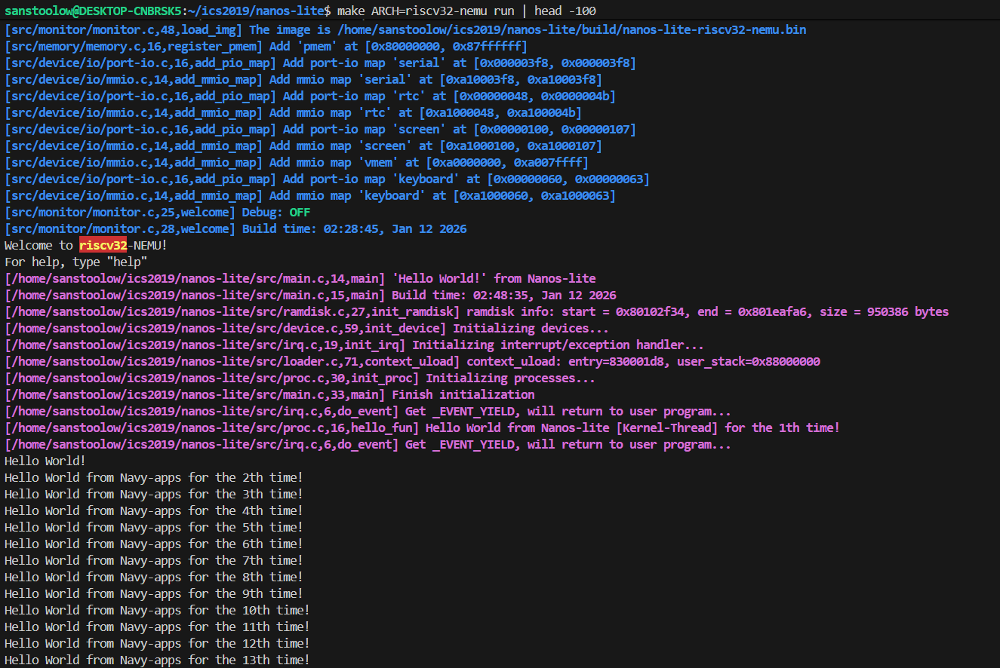 sanstoolow@DESKTOP-CNBRSK5:~/ics2019/nanos-lite$ make ARCH=riscv32-nemu run | head -100
[src/monitor/monitor.c,48,load_img] The image is /home/sanstoolow/ics2019/nanos-lite/build/nanos-lite-riscv32-nemu.bin
[src/memory/memory.c,16,register_pmem] Add 'pmem' at [0x80000000, 0x87ffffff]
[src/device/io/port-io.c,16,add_pio_map] Add port-io map 'serial' at [0x000003f8, 0x000003f8]
[src/device/io/mmio.c,14,add_mmio_map] Add mmio map 'serial' at [0xa10003f8, 0xa10003f8]
[src/device/io/port-io.c,16,add_pio_map] Add port-io map 'rtc' at [0x00000048, 0x0000004b]
[src/device/io/mmio.c,14,add_mmio_map] Add mmio map 'rtc' at [0xa1000048, 0xa100004b]
[src/device/io/port-io.c,16,add_pio_map] Add port-io map 'screen' at [0x00000100, 0x00000107]
[src/device/io/mmio.c,14,add_mmio_map] Add mmio map 'screen' at [0xa1000100, 0xa1000107]
[src/device/io/mmio.c,14,add_mmio_map] Add mmio map 'vmem' at [0xa0000000, 0xa007ffff]
[src/device/io/port-io.c,16,add_pio_map] Add port-io map 'keyboard' at [0x00000060, 0x00000063]
[src/device/io/mmio.c,14,add_mmio_map] Add mmio map 'keyboard' at [0xa1000060, 0xa1000063]
[src/monitor/monitor.c,25,welcome] Debug: OFF
[src/monitor/monitor.c,28,welcome] Build time: 02:28:45, Jan 12 2026
Welcome to riscv32-NEMU!
For help, type "help"
[/home/sanstoolow/ics2019/nanos-lite/src/main.c,14,main] 'Hello World!' from Nanos-lite
[/home/sanstoolow/ics2019/nanos-lite/src/main.c,15,main] Build time: 02:48:35, Jan 12 2026
[/home/sanstoolow/ics2019/nanos-lite/src/ramdisk.c,27,init_ramdisk] ramdisk info: start = 0x80102f34, end = 0x801eafa6, size = 950386 bytes
[/home/sanstoolow/ics2019/nanos-lite/src/device.c,59,init_device] Initializing devices...
[/home/sanstoolow/ics2019/nanos-lite/src/irq.c,19,init_irq] Initializing interrupt/exception handler...
[/home/sanstoolow/ics2019/nanos-lite/src/loader.c,71,context_uload] context_uload: entry=830001d8, user_stack=0x88000000
[/home/sanstoolow/ics2019/nanos-lite/src/proc.c,30,init_proc] Initializing processes...
[/home/sanstoolow/ics2019/nanos-lite/src/main.c,33,main] Finish initialization
[/home/sanstoolow/ics2019/nanos-lite/src/irq.c,6,do_event] Get _EVENT_YIELD, will return to user program...
[/home/sanstoolow/ics2019/nanos-lite/src/proc.c,16,hello_fun] Hello World from Nanos-lite [Kernel-Thread] for the 1th time!
[/home/sanstoolow/ics2019/nanos-lite/src/irq.c,6,do_event] Get _EVENT_YIELD, will return to user program...
Hello World!
Hello World from Navy-apps for the 2th time!
Hello World from Navy-apps for the 3th time!
Hello World from Navy-apps for the 4th time!
Hello World from Navy-apps for the 5th time!
Hello World from Navy-apps for the 6th time!
Hello World from Navy-apps for the 7th time!
Hello World from Navy-apps for the 8th time!
Hello World from Navy-apps for the 9th time!
Hello World from Navy-apps for the 10th time!
Hello World from Navy-apps for the 11th time!
Hello World from Navy-apps for the 12th time!
Hello World from Navy-apps for the 13th time!